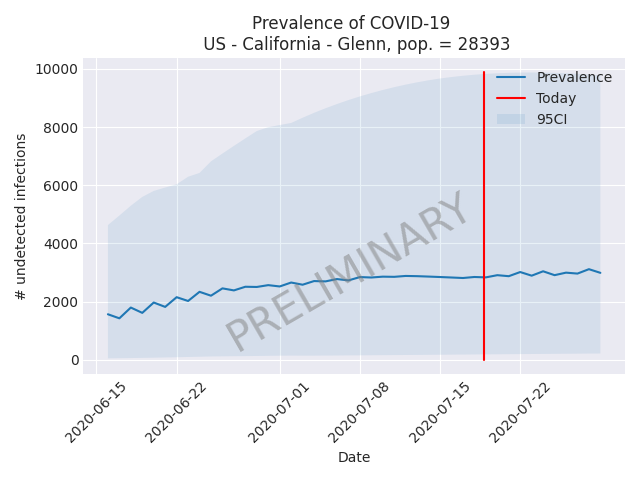 Prevalence of COVID-19
US - California - Glenn, pop. = 28393
10000
8000
6000
4000
2000
0
# undetected infections
Prevalence
Today
95CI
PRELIMINARY
2020-06-15
2020-06-22
2020-07-01
2020-07-08
2020-07-15
2020-07-22
Date